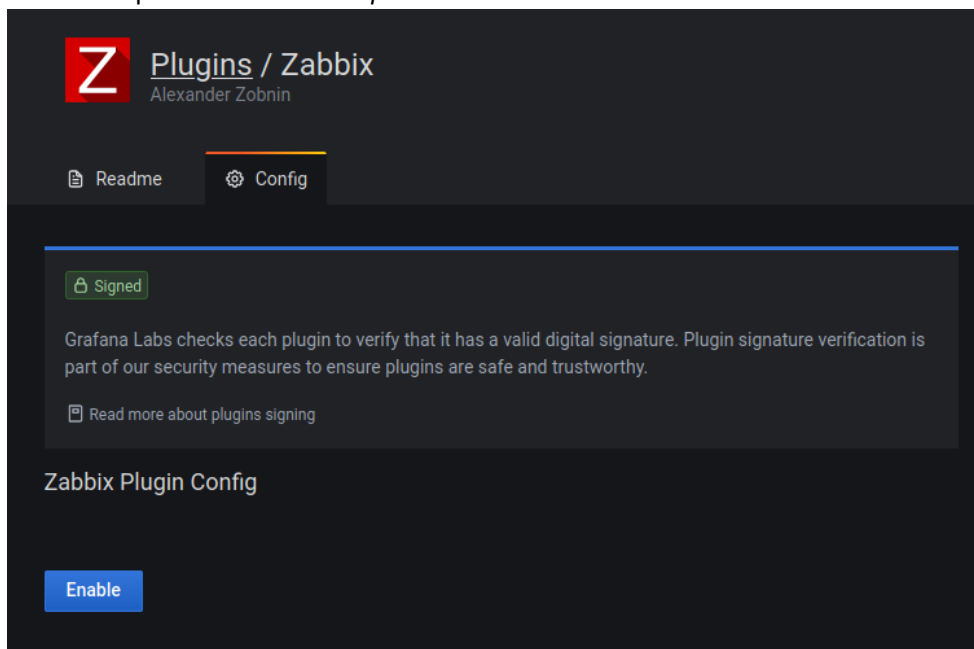 Z
Plugins / Zabbix
Alexander Zobnin
Readme
Config
Signed
Grafana Labs checks each plugin to verify that it has a valid digital signature. Plugin signature verification is
part of our security measures to ensure plugins are safe and trustworthy.
Read more about plugins signing
Zabbix Plugin Config
Enable